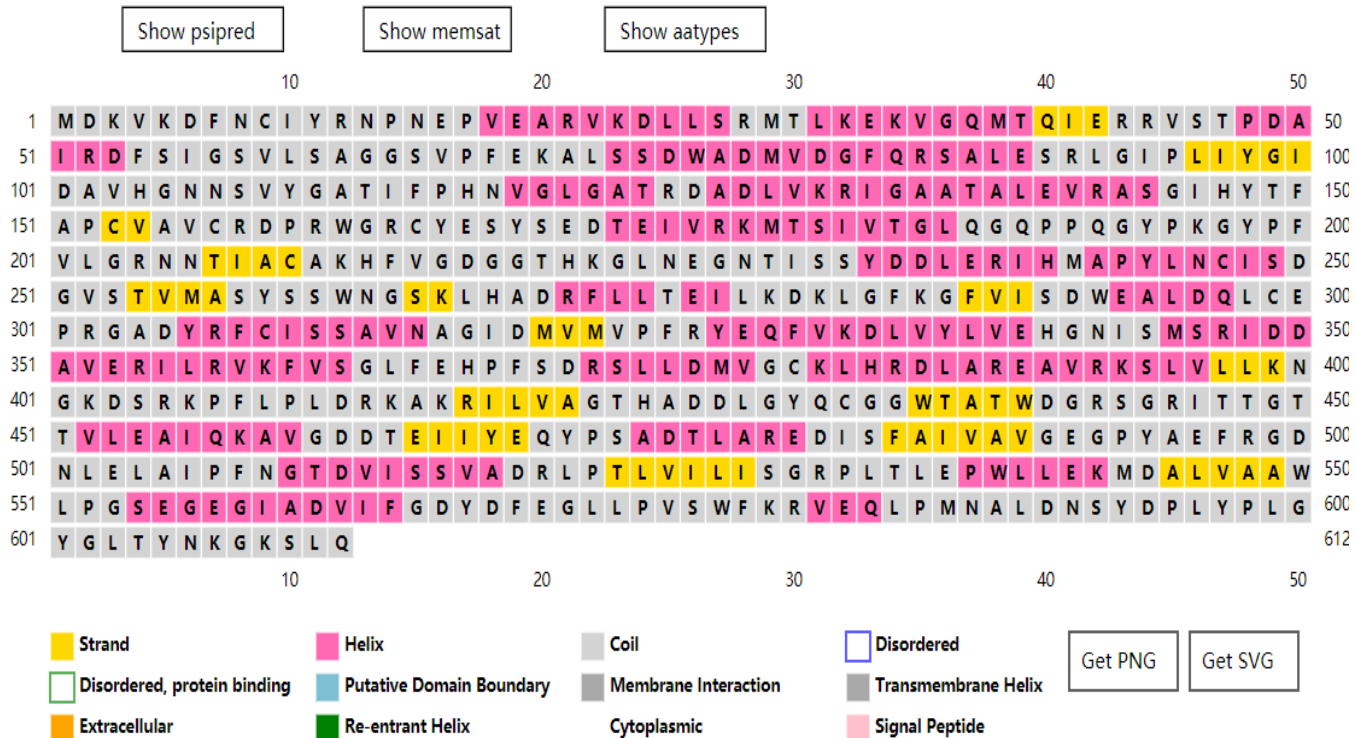 Show psipred Show memsat Show aatypes
10 20 30 40 50
1 M D K V K D F N C I Y R N P N E P V E A R V K D L L S R M T L K E K V G Q M T Q I E R R V S T P D A 50
51 I R D F S I G S V L S A G G S V P F E K A L S S D W A D M V D G F Q R S A L E S R L G I P L I Y G I 100
101 D A V H G N N S V Y G A T I F P H N V G L G A T R D A D L V K R I G A A T A L E V R A S G I H Y T F 150
151 A P C V A V C R D P R W G R C Y E S Y S E D T E I V R K M T S I V T G L Q G Q P P Q G Y P K G Y P F 200
201 V L G R N N T I A C A K H F V G D G G T H K G L N E G N T I S S Y D D L E R I H M A P Y L N C I S D 250
251 G V S T V M A S Y S S W N G S K L H A D R F L L T E I L K D K L G F K G F V I S D W E A L D Q L C E 300
301 P R G A D Y R F C I S S A V N A G I D M V M V P F R Y E Q F V K D L V Y L V E H G N I S M S R I D D 350
351 A V E R I L R V K F V S G L F E H P F S D R S L L D M V G C K L H R D L A R E A V R K S L V L L K N 400
401 G K D S R K P F L P L D R K A K R I L V A G T H A D D L G Y Q C G G W T A T W D G R S G R I T T G T 450
451 T V L E A I Q K A V G D D T E I I Y E Q Y P S A D T L A R E D I S F A I V A V G E G P Y A E F R G D 500
501 N L E L A I P F N G T D V I S S V A D R L P T L V I L I S G R P L T L E P W L L E K M D A L V A A W 550
551 L P G S E G E G I A D V I F G D Y D F E G L L P V S W F K R V E Q L P M N A L D N S Y D P L Y P L G 600
601 Y G L T Y N K G K S L Q 612
10 20 30 40 50
Strand Helix Coil Disordered
Disordered, protein binding Putative Domain Boundary Membrane Interaction Transmembrane Helix
Extracellular Re-entrant Helix Cytoplasmic Signal Peptide
Get PNG Get SVG